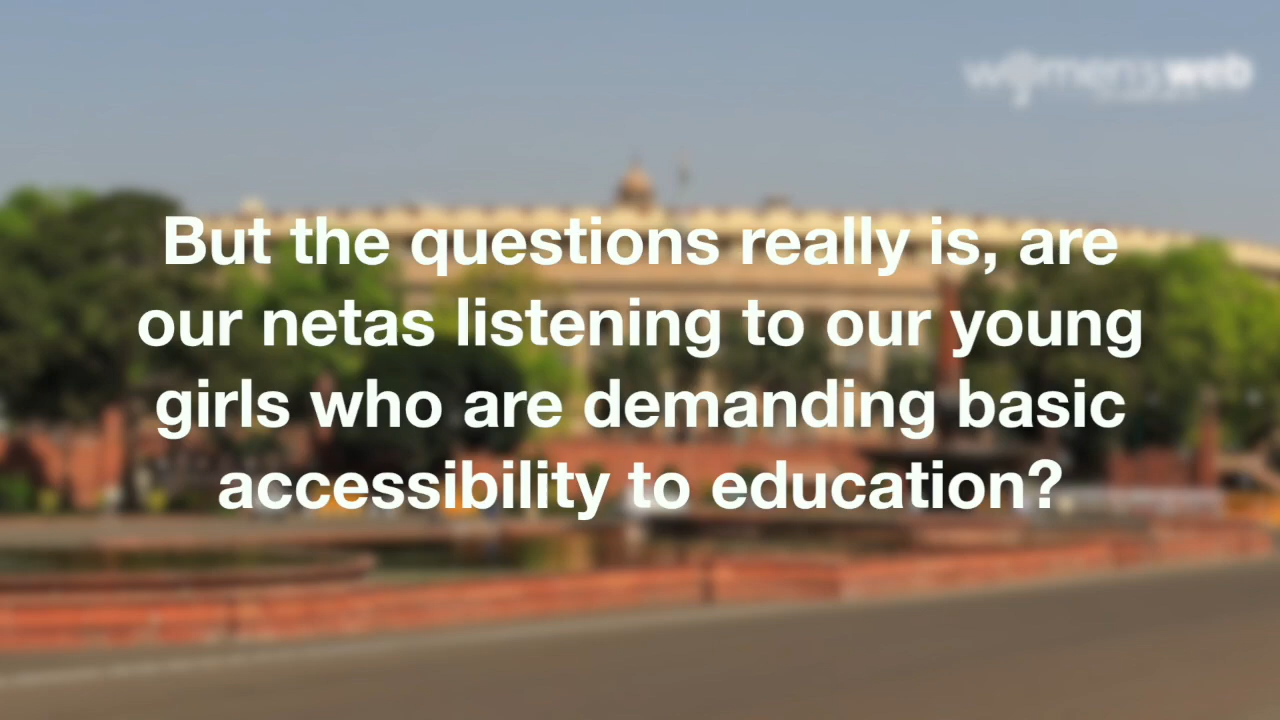 womensweb
But the questions really is, are
our netas listening to our young
girls who are demanding basic
accessibility to education?